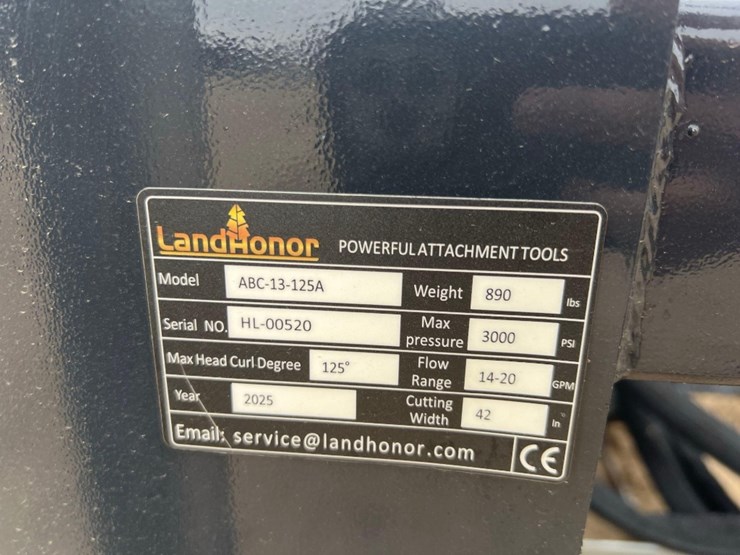 LandHonor POWERFUL ATTACHMENT TOOLS
Model ABC-13-125A Weight 890 lbs
Serial NO. HL-00520 Max pressure 3000 PSI
Max Head Curl Degree 125° Flow Range 14-20 GPM
Year 2025 Cutting Width 42 In
Email: service@landhonor.com CE